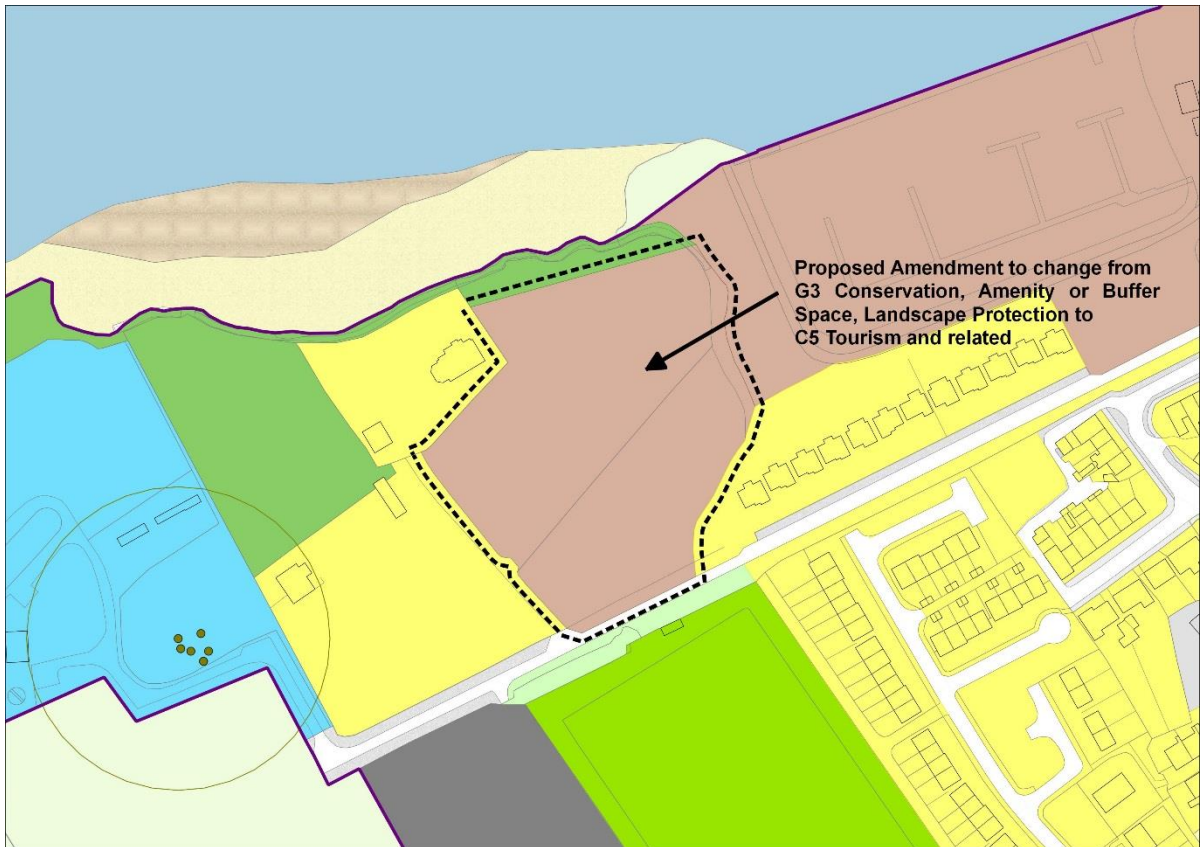 Proposed Amendment to change from
G3 Conservation, Amenity or Buffer
Space, Landscape Protection to
C5 Tourism and related